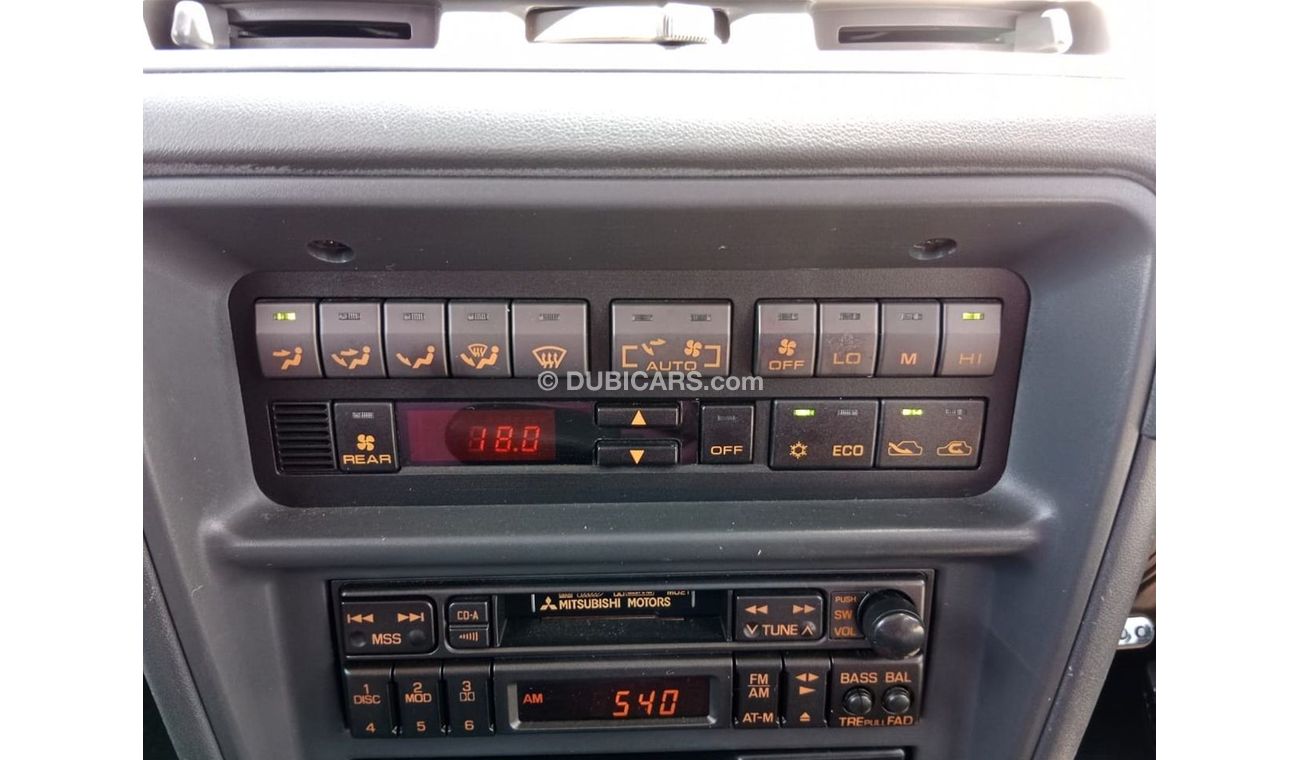 AUTO OFF LO M HI
© DUBICARS.com
REAR 18.0 OFF ECO
MITSUBISHI MOTORS
MSS CD-A TUNE PUSH SW VOL
1 DISC 4
2 MOD 5
3 6
AM 540
FM AM AT-M
BASS BAL
TRE PULL FAD